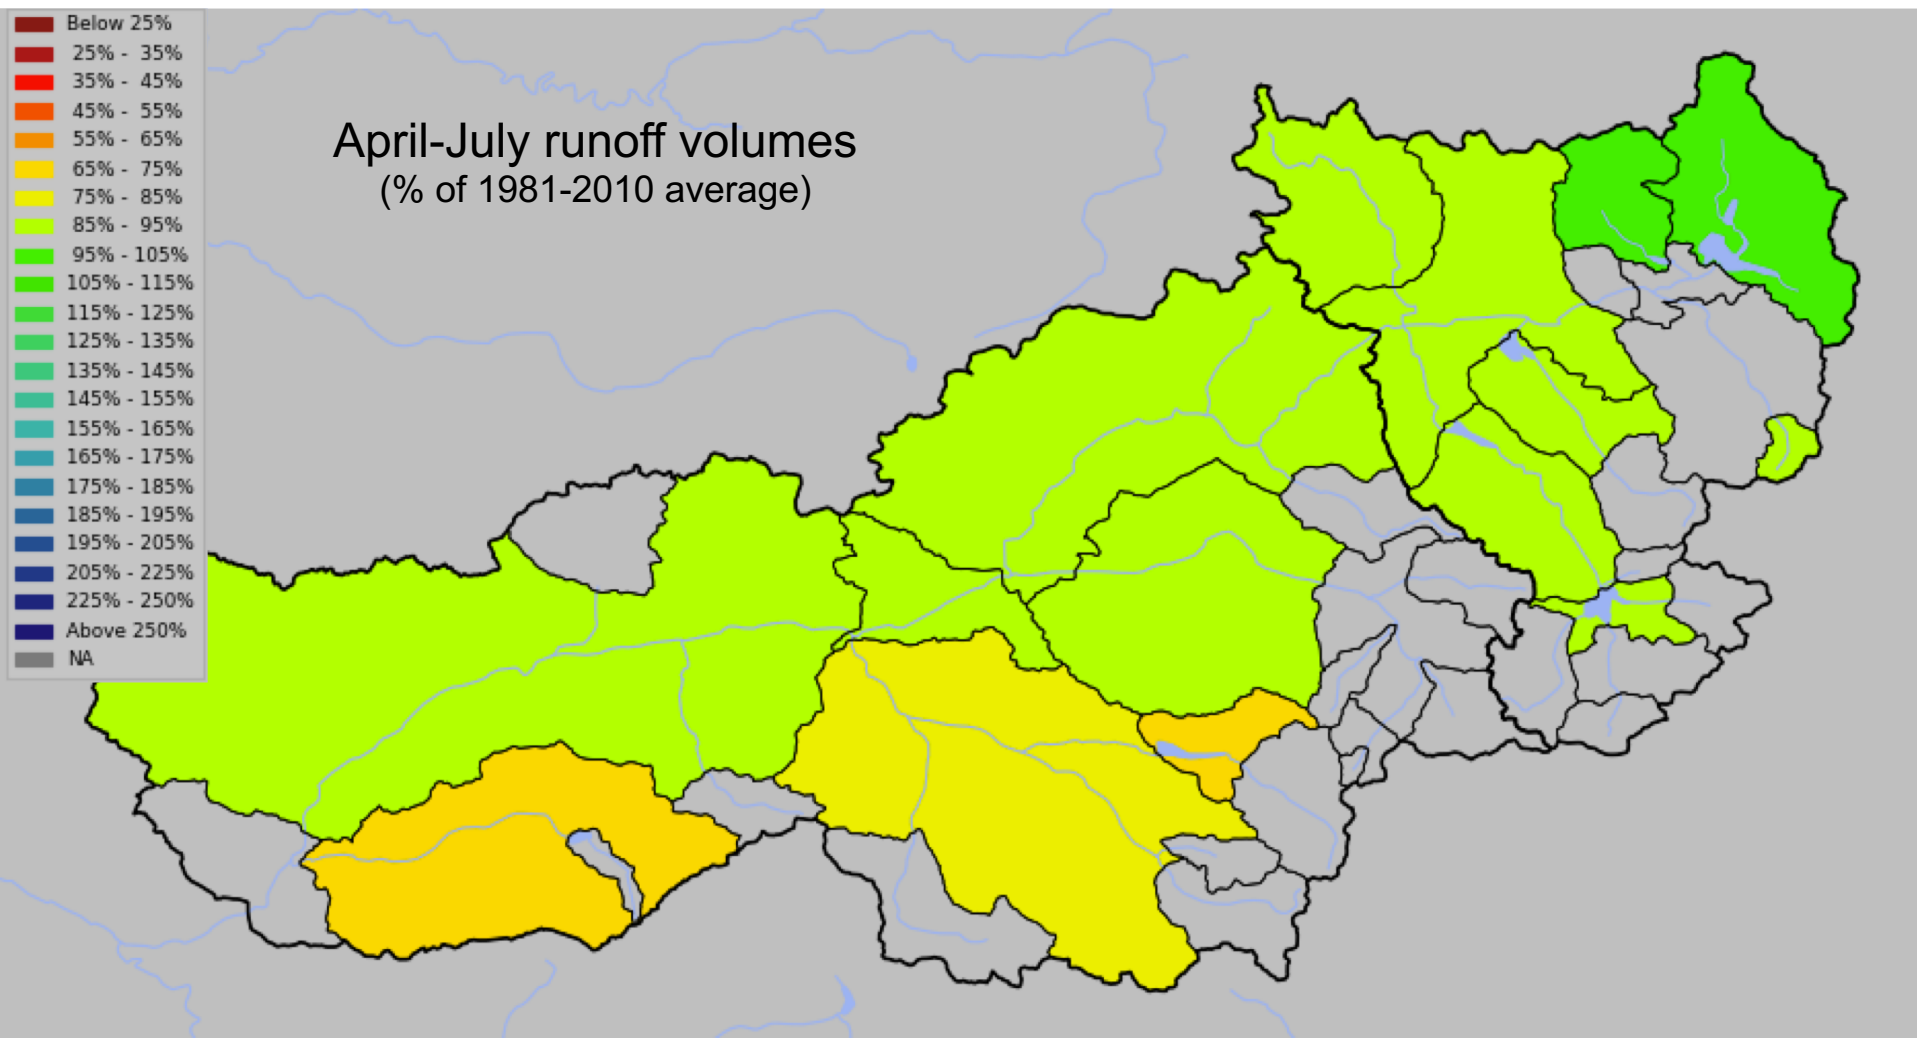 Below 25%
25% - 35%
35% - 45%
45% - 55%
55% - 65%
65% - 75%
75% - 85%
85% - 95%
95% - 105%
105% - 115%
115% - 125%
125% - 135%
135% - 145%
145% - 155%
155% - 165%
165% - 175%
175% - 185%
185% - 195%
195% - 205%
205% - 225%
225% - 250%
Above 250%
NA
April-July runoff volumes
(% of 1981-2010 average)